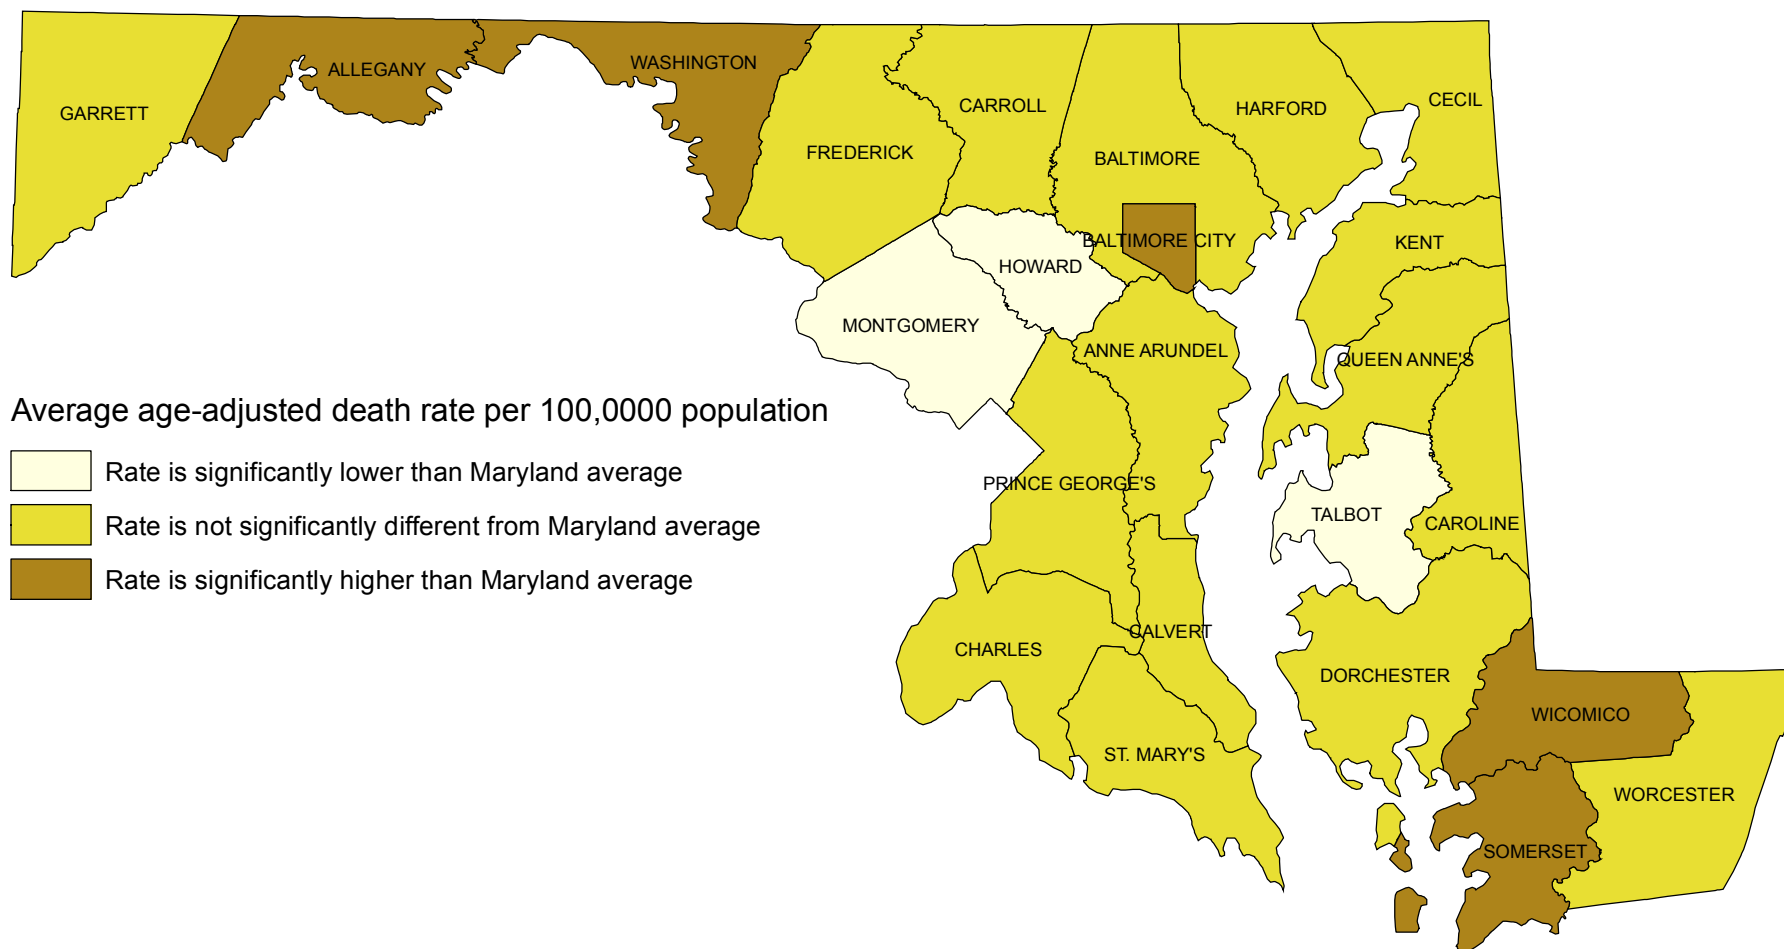 ALLEGANY
WASHINGTON
GARRETT
CARROLL
HARFORD
CECIL
FREDERICK
BALTIMORE
BALTIMORE CITY
KENT
HOWARD
MONTGOMERY
ANNE ARUNDEL
QUEEN ANNE'S
Average age-adjusted death rate per 100,0000 population
Rate is significantly lower than Maryland average
Rate is not significantly different from Maryland average
Rate is significantly higher than Maryland average
PRINCE GEORGE'S
TALBOT
CAROLINE
CALVERT
CHARLES
DORCHESTER
WICOMICO
ST. MARY'S
WORCESTER
SOMERSET